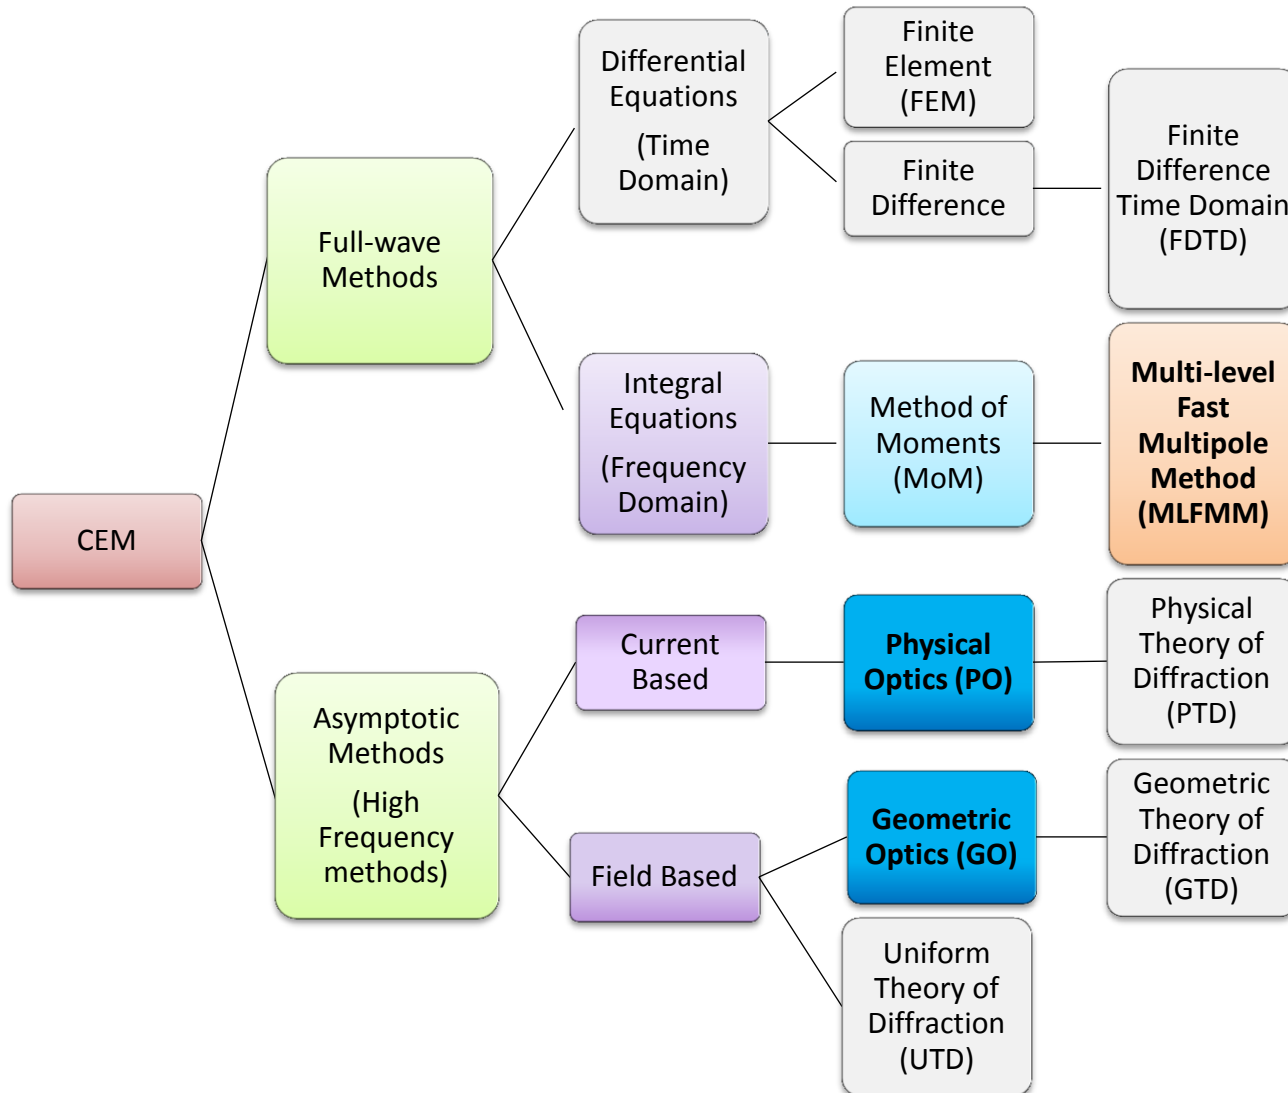 CEM
Full-wave
Methods
Asymptotic
Methods
(High
Frequency
methods)
Differential
Equations
(Time
Domain)
Integral
Equations
(Frequency
Domain)
Current
Based
Field Based
Finite
Element
(FEM)
Finite
Difference
Method of
Moments
(MoM)
Physical
Optics (PO)
Geometric
Optics (GO)
Uniform
Theory of
Diffraction
(UTD)
Finite
Difference
Time Domain
(FDTD)
Multi-level
Fast
Multipole
Method
(MLFMM)
Physical
Theory of
Diffraction
(PTD)
Geometric
Theory of
Diffraction
(GTD)